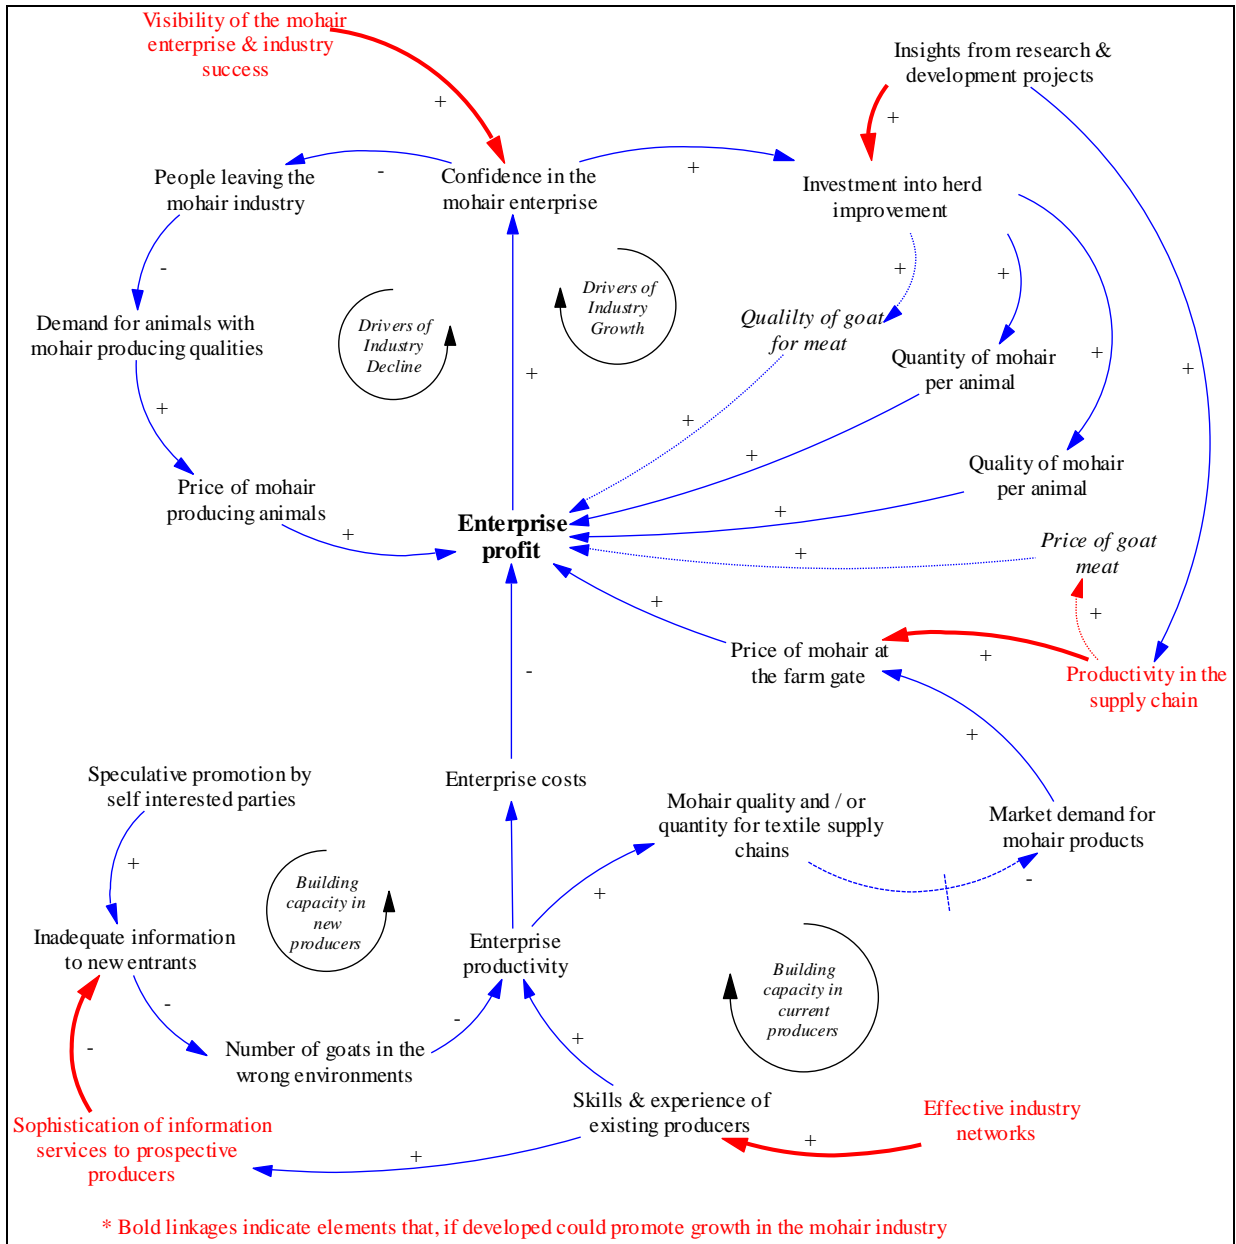 Visibility of the mohair
enterprise & industry
success
+
Insights from research &
development projects
+
People leaving the
mohair industry
-
Confidence in the
mohair enterprise
+
Investment into herd
improvement
-
+
+
+
+
+
Demand for animals with
mohair producing qualities
Drivers of
Industry
Decline
Drivers of
Industry
Growth
Qualilty of goat
for meat
Quantity of mohair
per animal
+
+
+
+
Price of mohair
producing animals
+
Enterprise
profit
+
Quality of mohair
per animal
+
Price of goat
meat
+
+
Price of mohair at
the farm gate
+
Productivity in the
supply chain
-
+
Speculative promotion by
self interested parties
Enterprise costs
Mohair quality and / or
quantity for textile supply
chains
Market demand for
mohair products
+
-
+
Building
capacity in
new
producers
Inadequate information
to new entrants
Enterprise
productivity
Building
capacity in
current
producers
-
-
-
+
Number of goats in the
wrong environments
Sophistication of information
services to prospective
producers
Skills & experience of
existing producers
+
+
Effective industry
networks
* Bold linkages indicate elements that, if developed could promote growth in the mohair industry